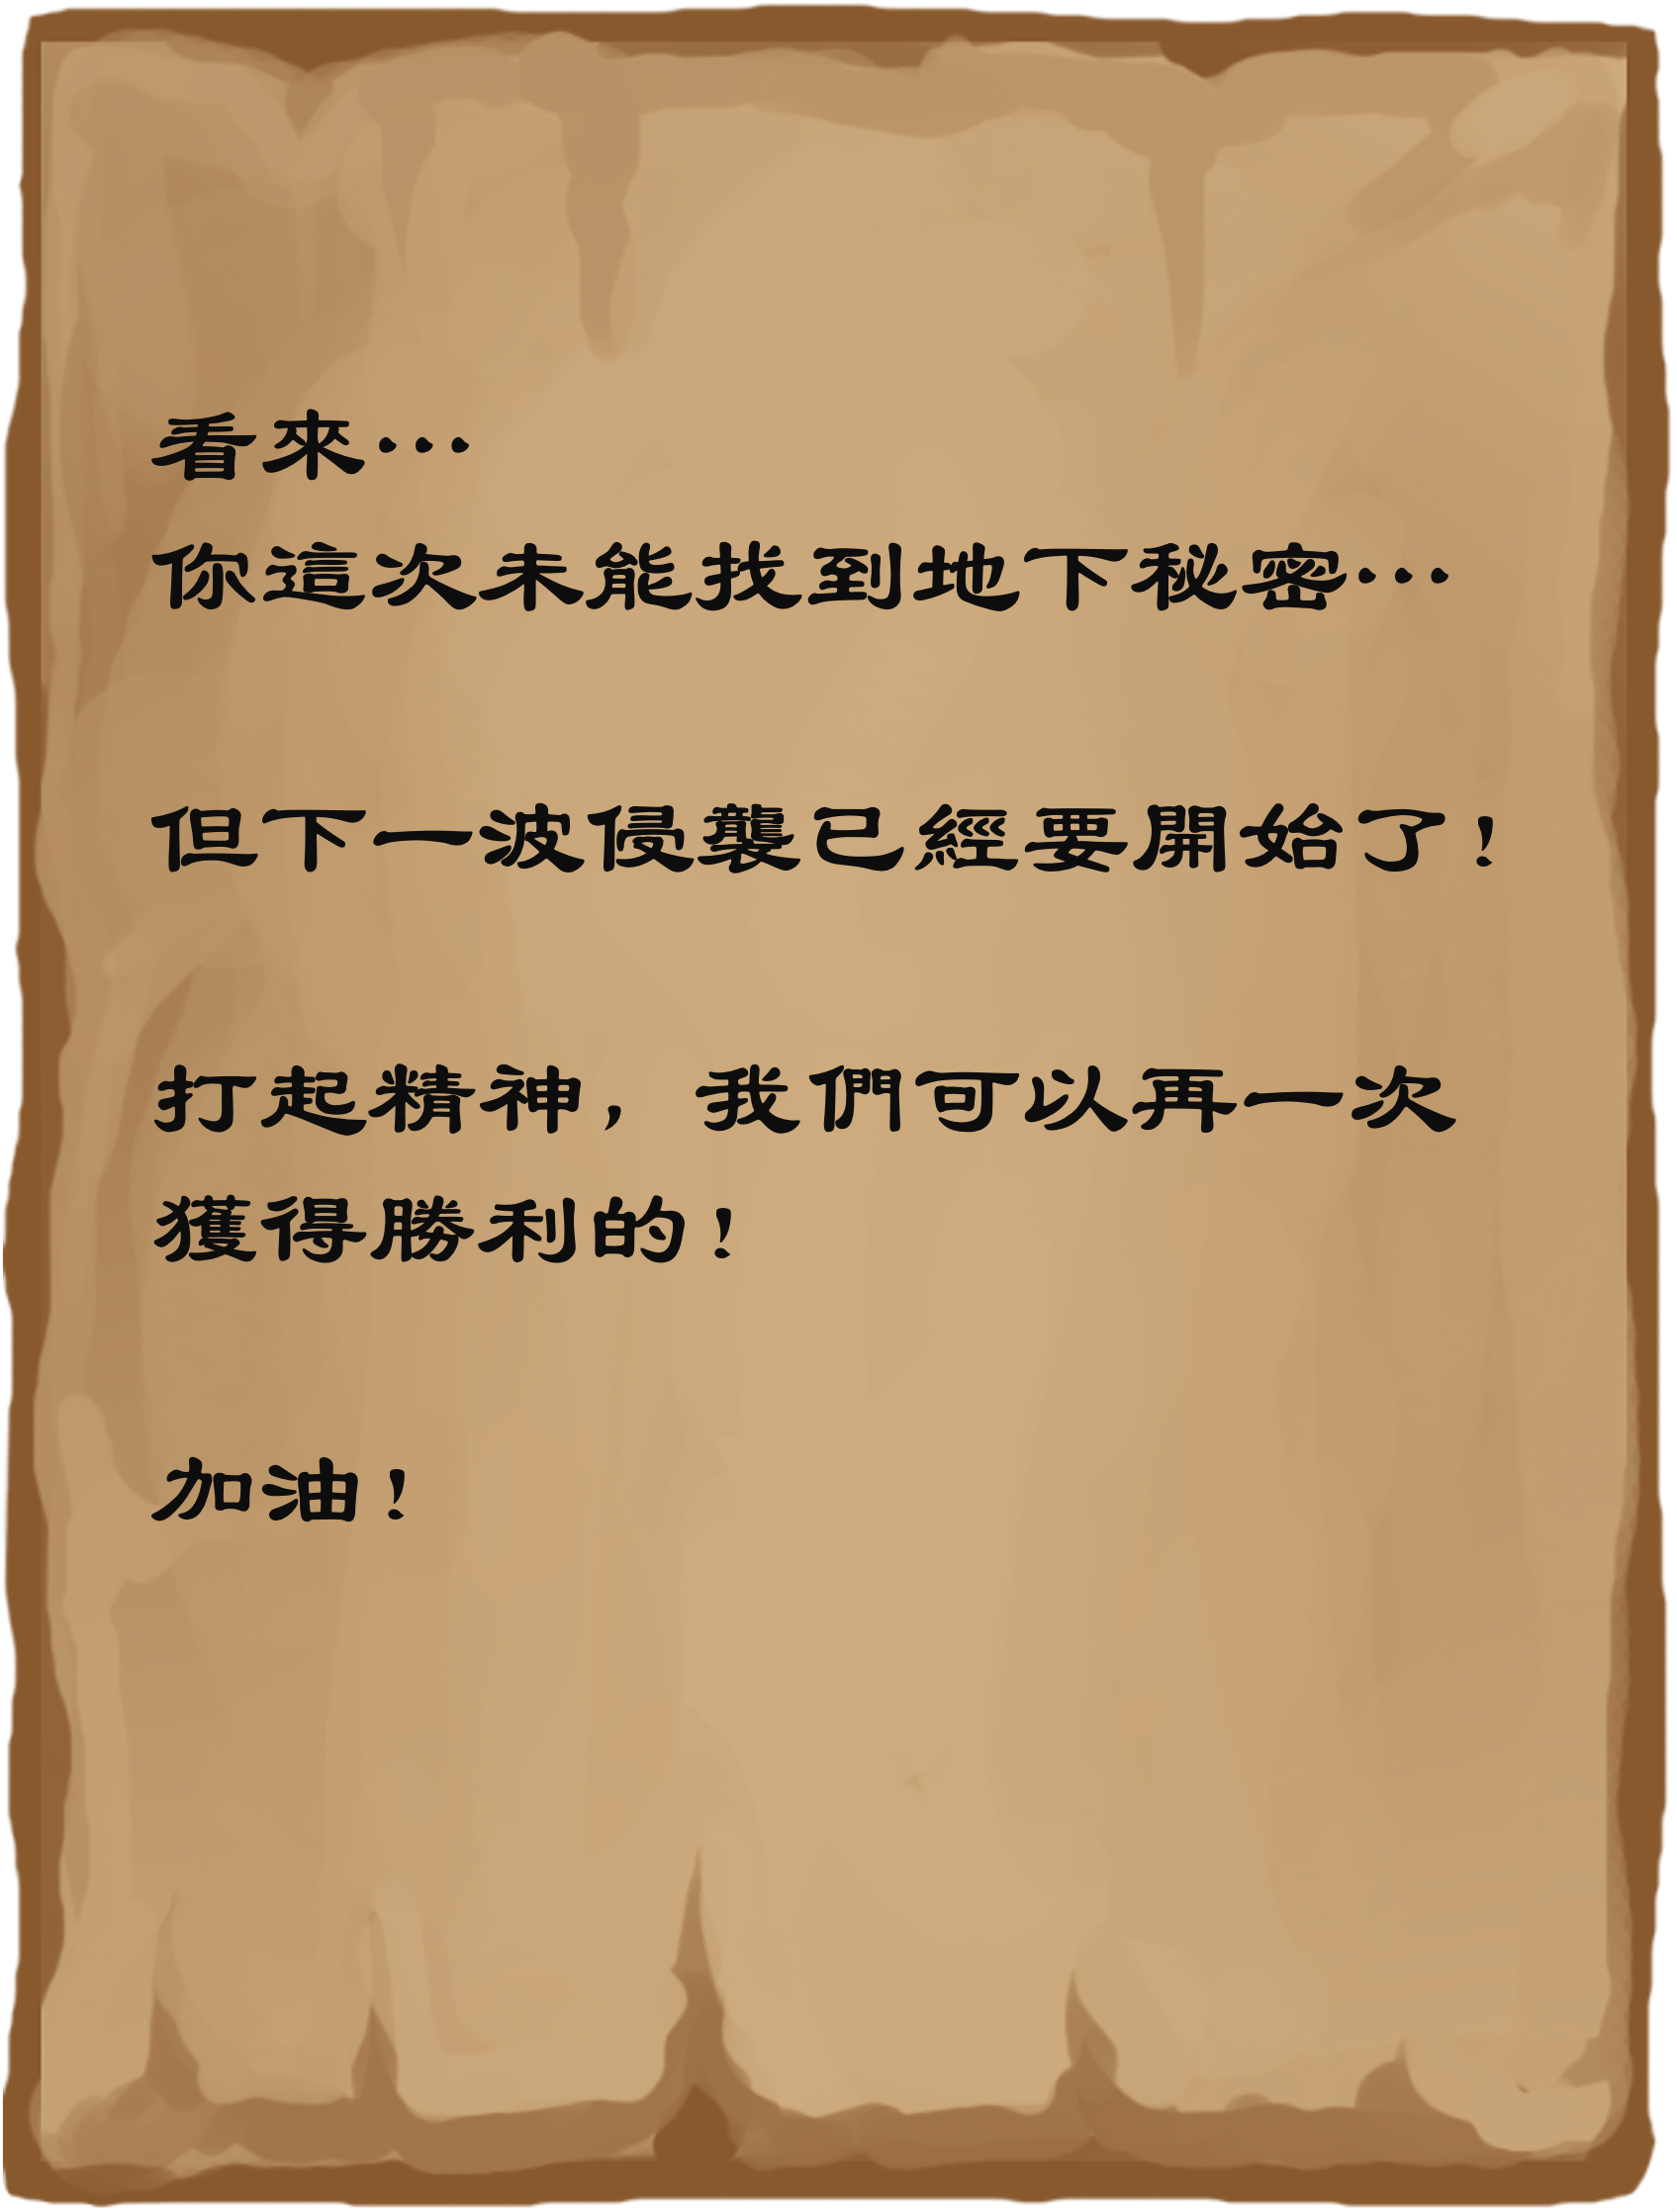 看來…
你這次未能找到地下秘密…
但下一波侵襲已經要開始了！
打起精神，我們可以再一次
獲得勝利的！
加油！